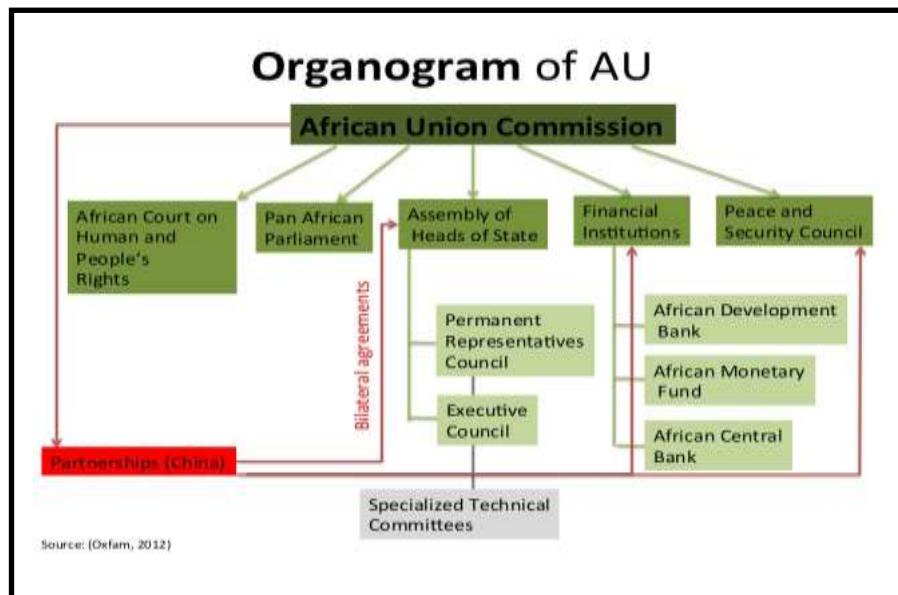 Organogram of AU
African Union Commission
African Court on
Human and
People's
Rights
Pan African
Parliament
Assembly of
Heads of State
Financial
Institutions
Peace and
Security Council
Bilateral agreements
Permanent
Representatives
Council
Executive
Council
African Development
Bank
African Monetary
Fund
African Central
Bank
Partnerships (China)
Specialized Technical
Committees
Source: (Oxfam, 2012)